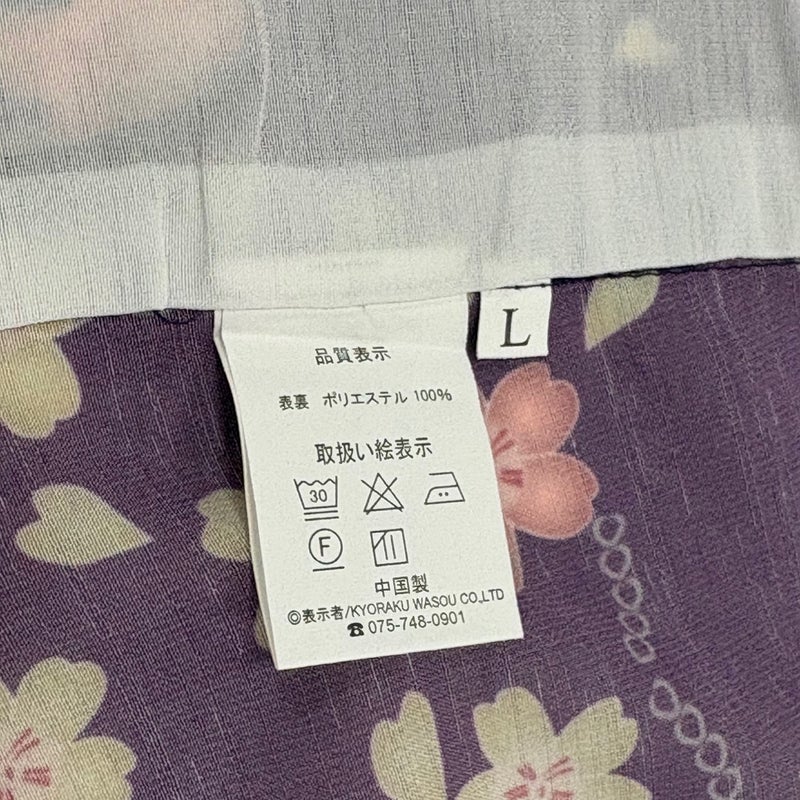 L
品質表示
表裏 ポリエステル 100%
取扱い絵表示
30
F
中国製
©表示者/KYORAKU WASOU CO.,LTD
☎075-748-0901